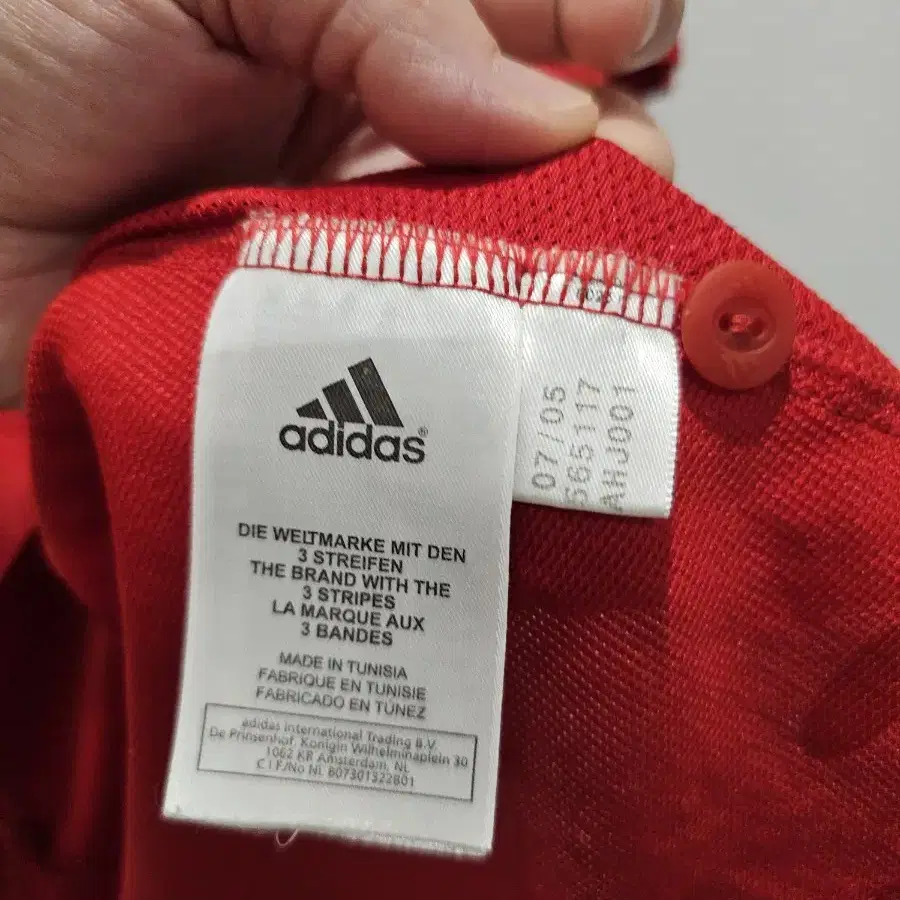 adidas®
DIE WELTMARKE MIT DEN
3 STREIFEN
THE BRAND WITH THE
3 STRIPES
LA MARQUE AUX
3 BANDES
MADE IN TUNISIA
FABRIQUE EN TUNISIE
FABRICADO EN TÚNEZ
adidas International Trading B.V.
De Prinsenhof, Konigin Wilhelminaplein 30
1062 KR Amsterdam, NL
C I F/No NL 807301322B01
07/05
565117
AHJ001